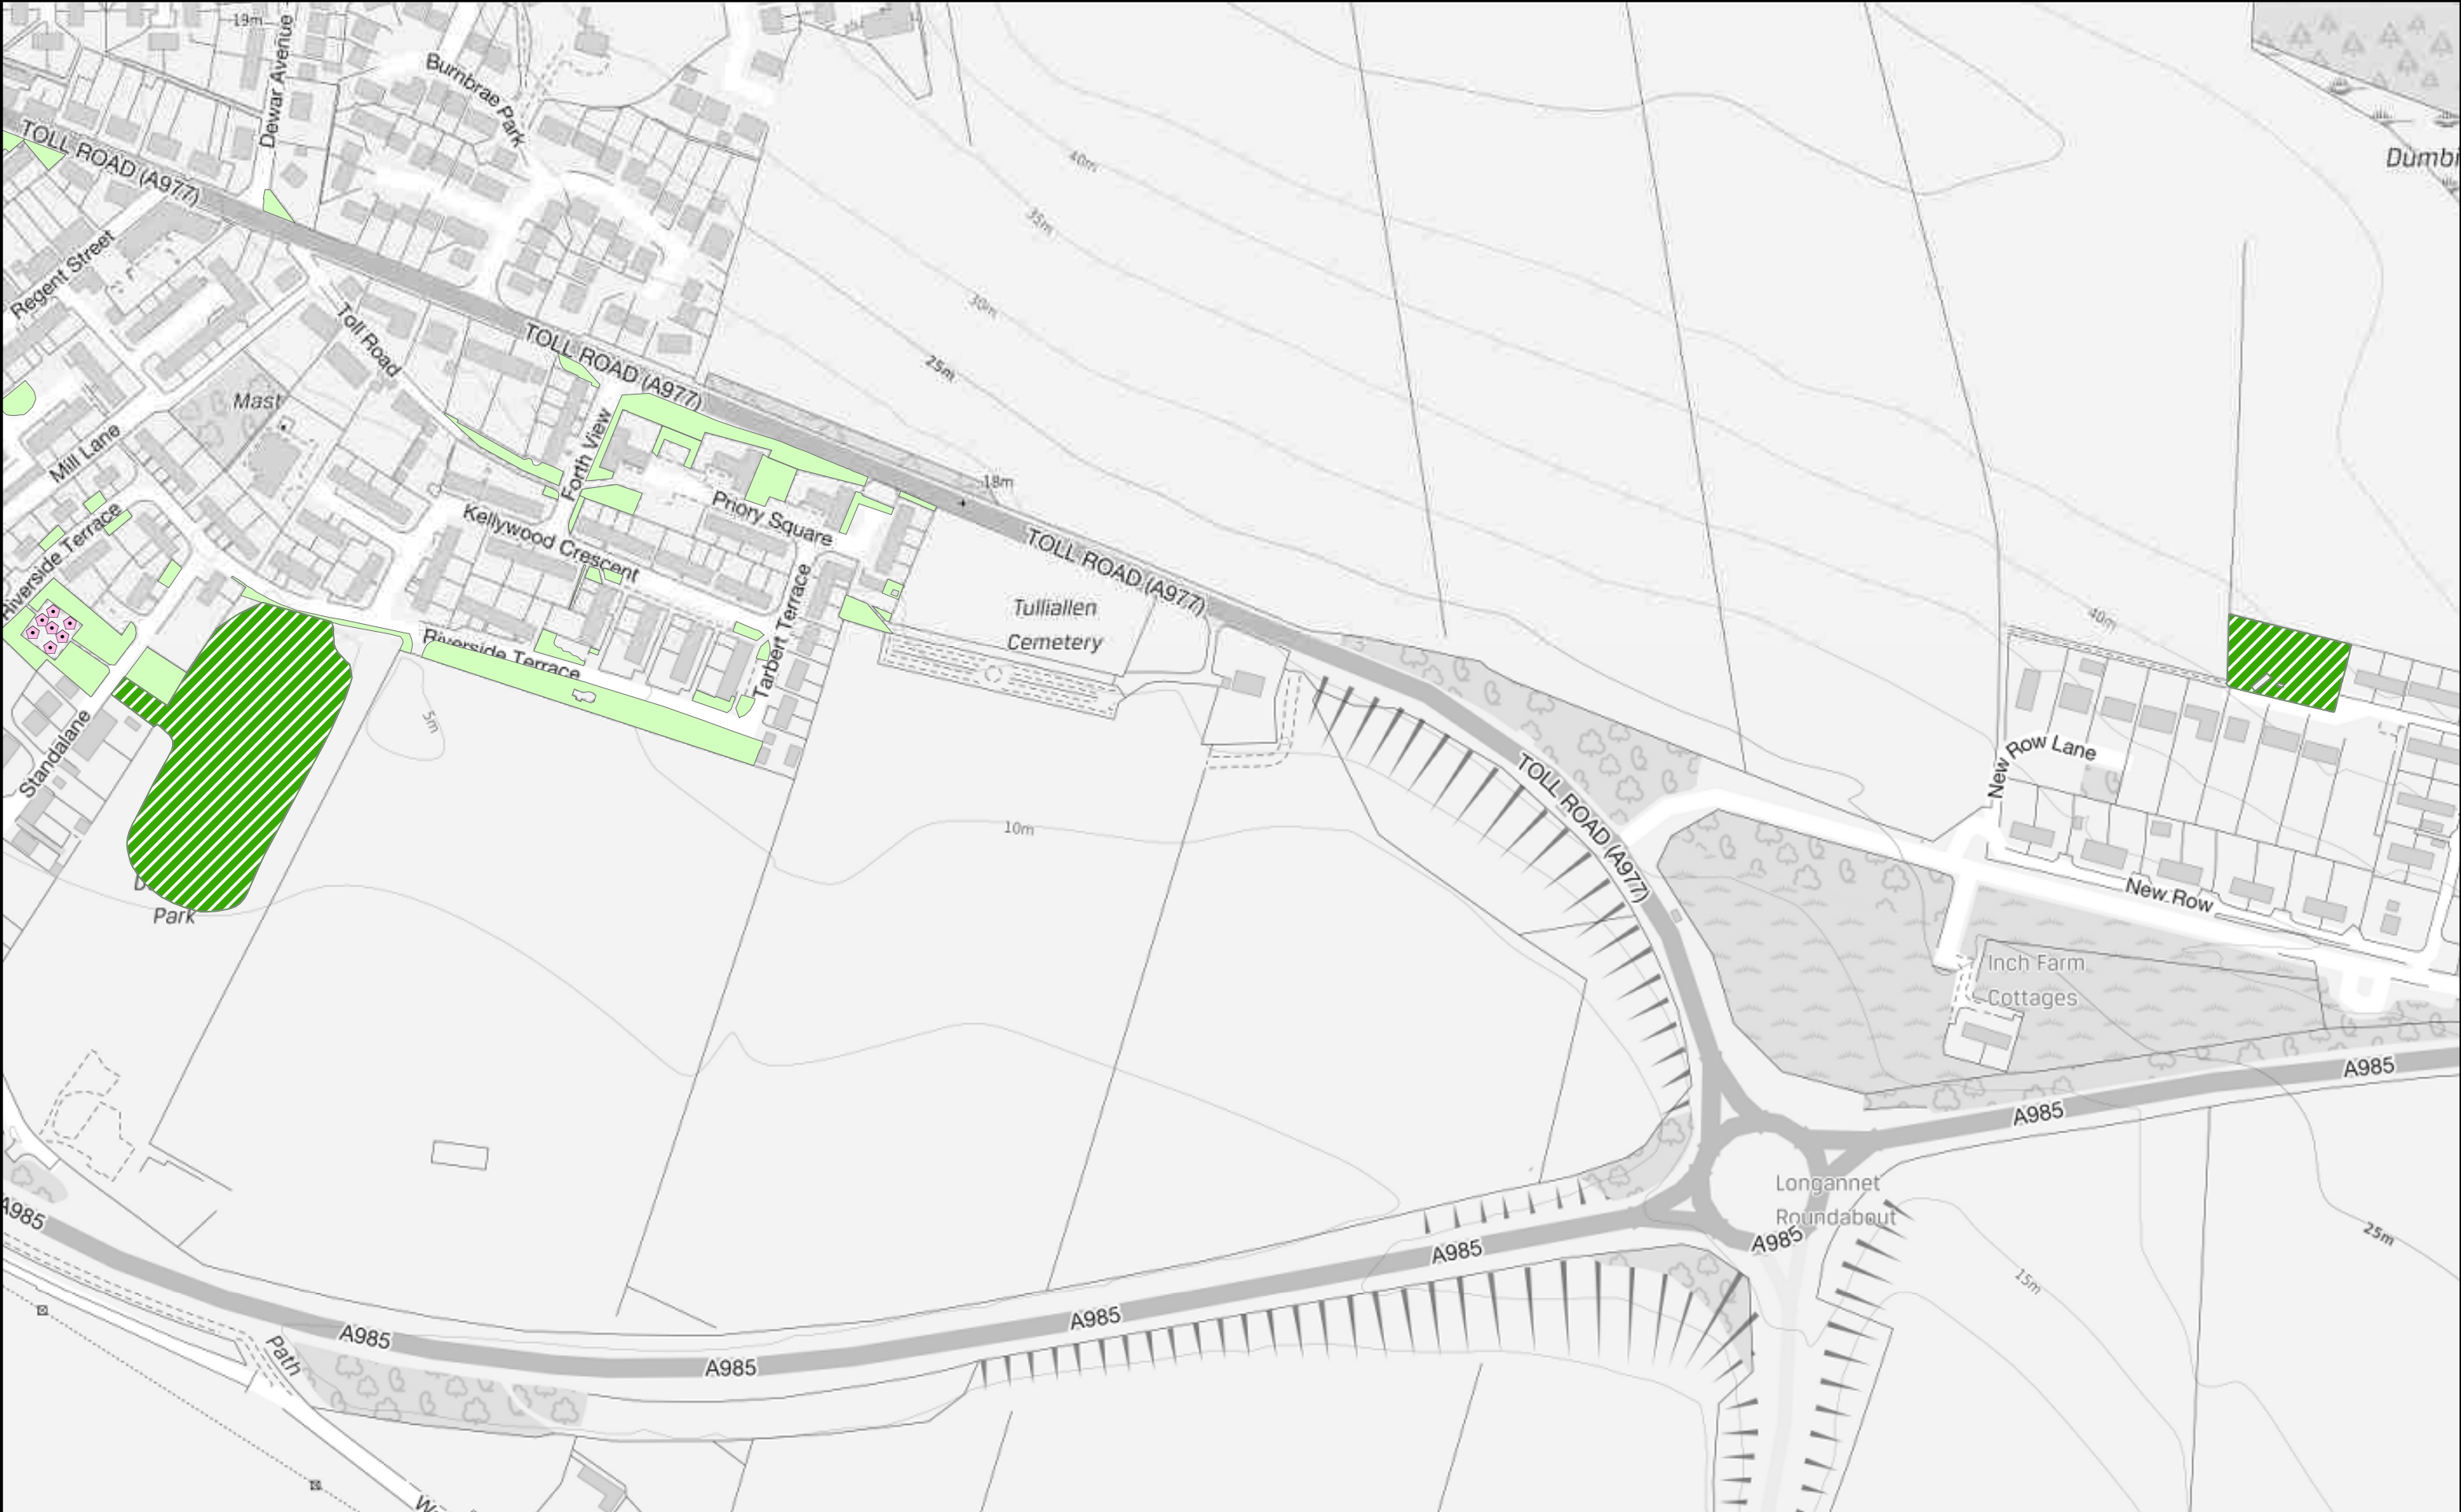 19m
Dewar Avenue
Burnbrae Park
TOLL ROAD (A977)
Regent Street
Toll Road
TOLL ROAD (A977)
40m
35m
30m
25m
Mast
Mill Lane
Forth View
18m
Priory Square
Kellywood Crescent
TOLL ROAD (A977)
Riverside Terrace
Tulliallen
Cemetery
Tarbert Terrace
Riverside Terrace
5m
Standalane
Park
10m
40m
TOLL ROAD (A977)
New Row Lane
New Row
Inch Farm
Cottages
A985
A985
Longannet
Roundabout
A985
A985
A985
A985
A985
A985
25m
15m
Path